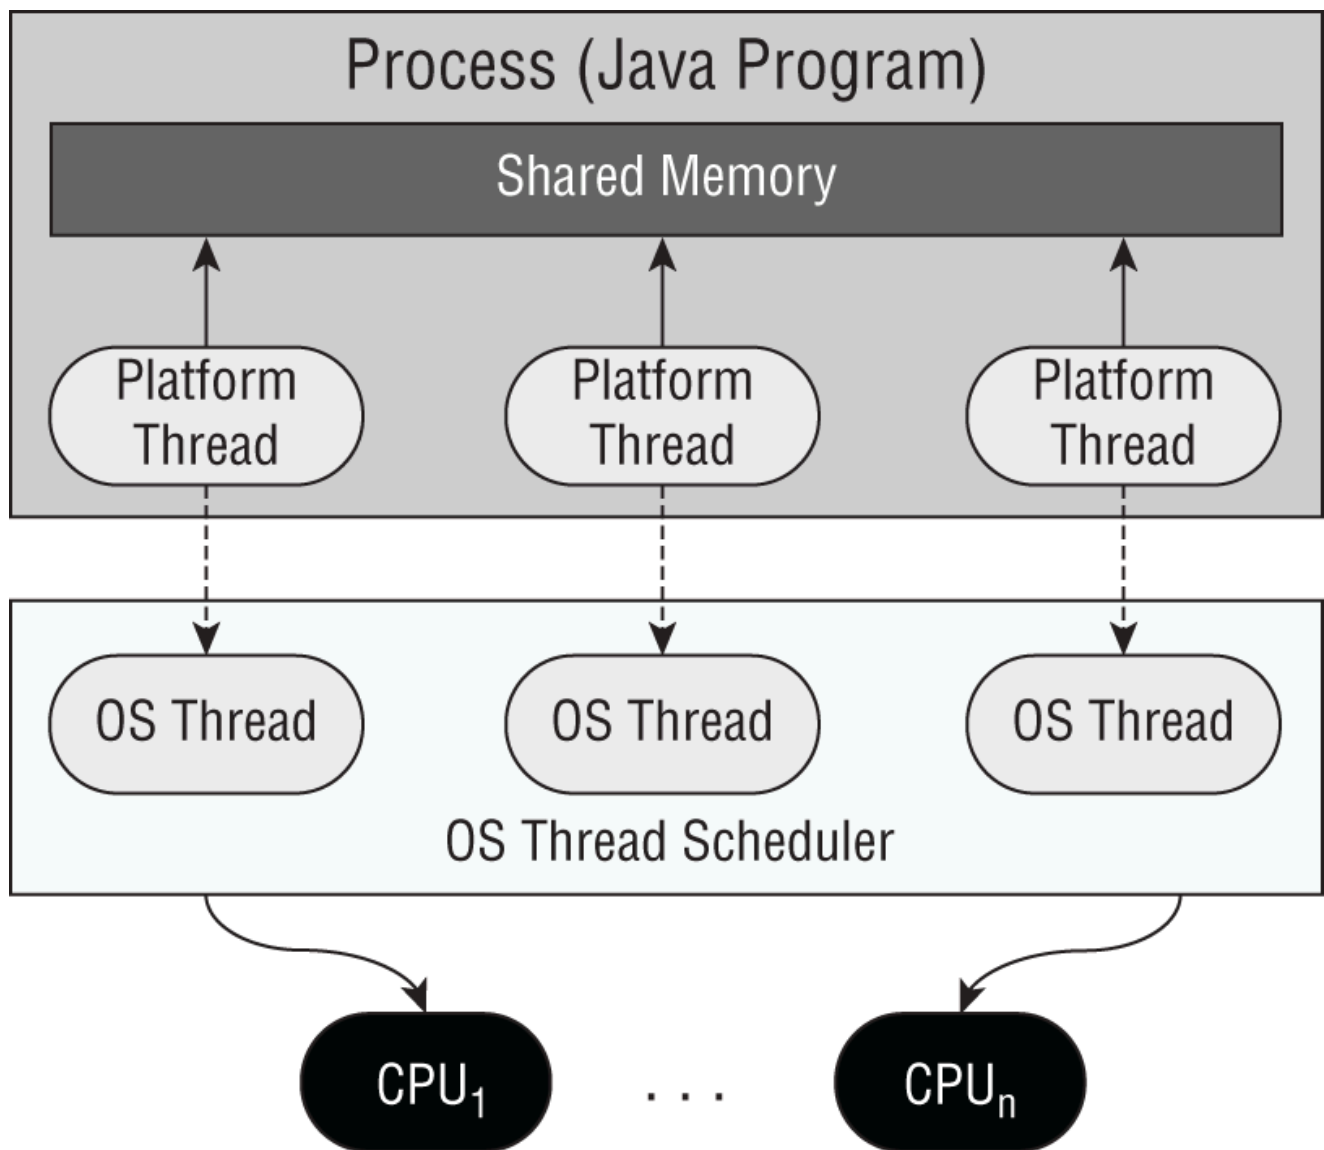 Process (Java Program)
Shared Memory
Platform
Thread
Platform
Thread
Platform
Thread
OS Thread
OS Thread
OS Thread
OS Thread Scheduler
CPU₁
. . .
CPUₙ